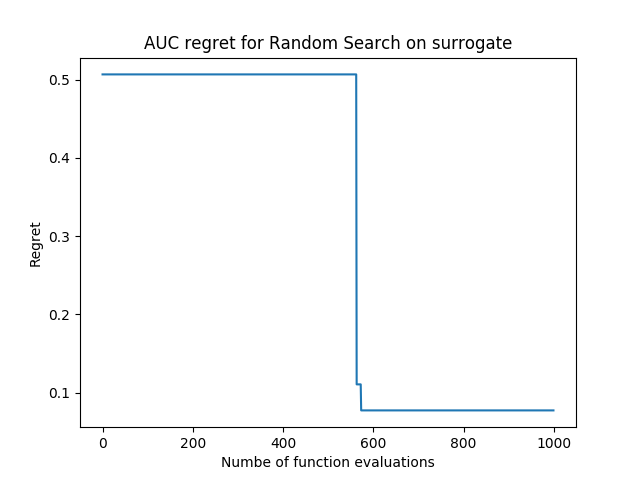 AUC regret for Random Search on surrogate
0.5
0.4
0.3
0.2
0.1
Regret
0 200 400 600 800 1000
Numbe of function evaluations